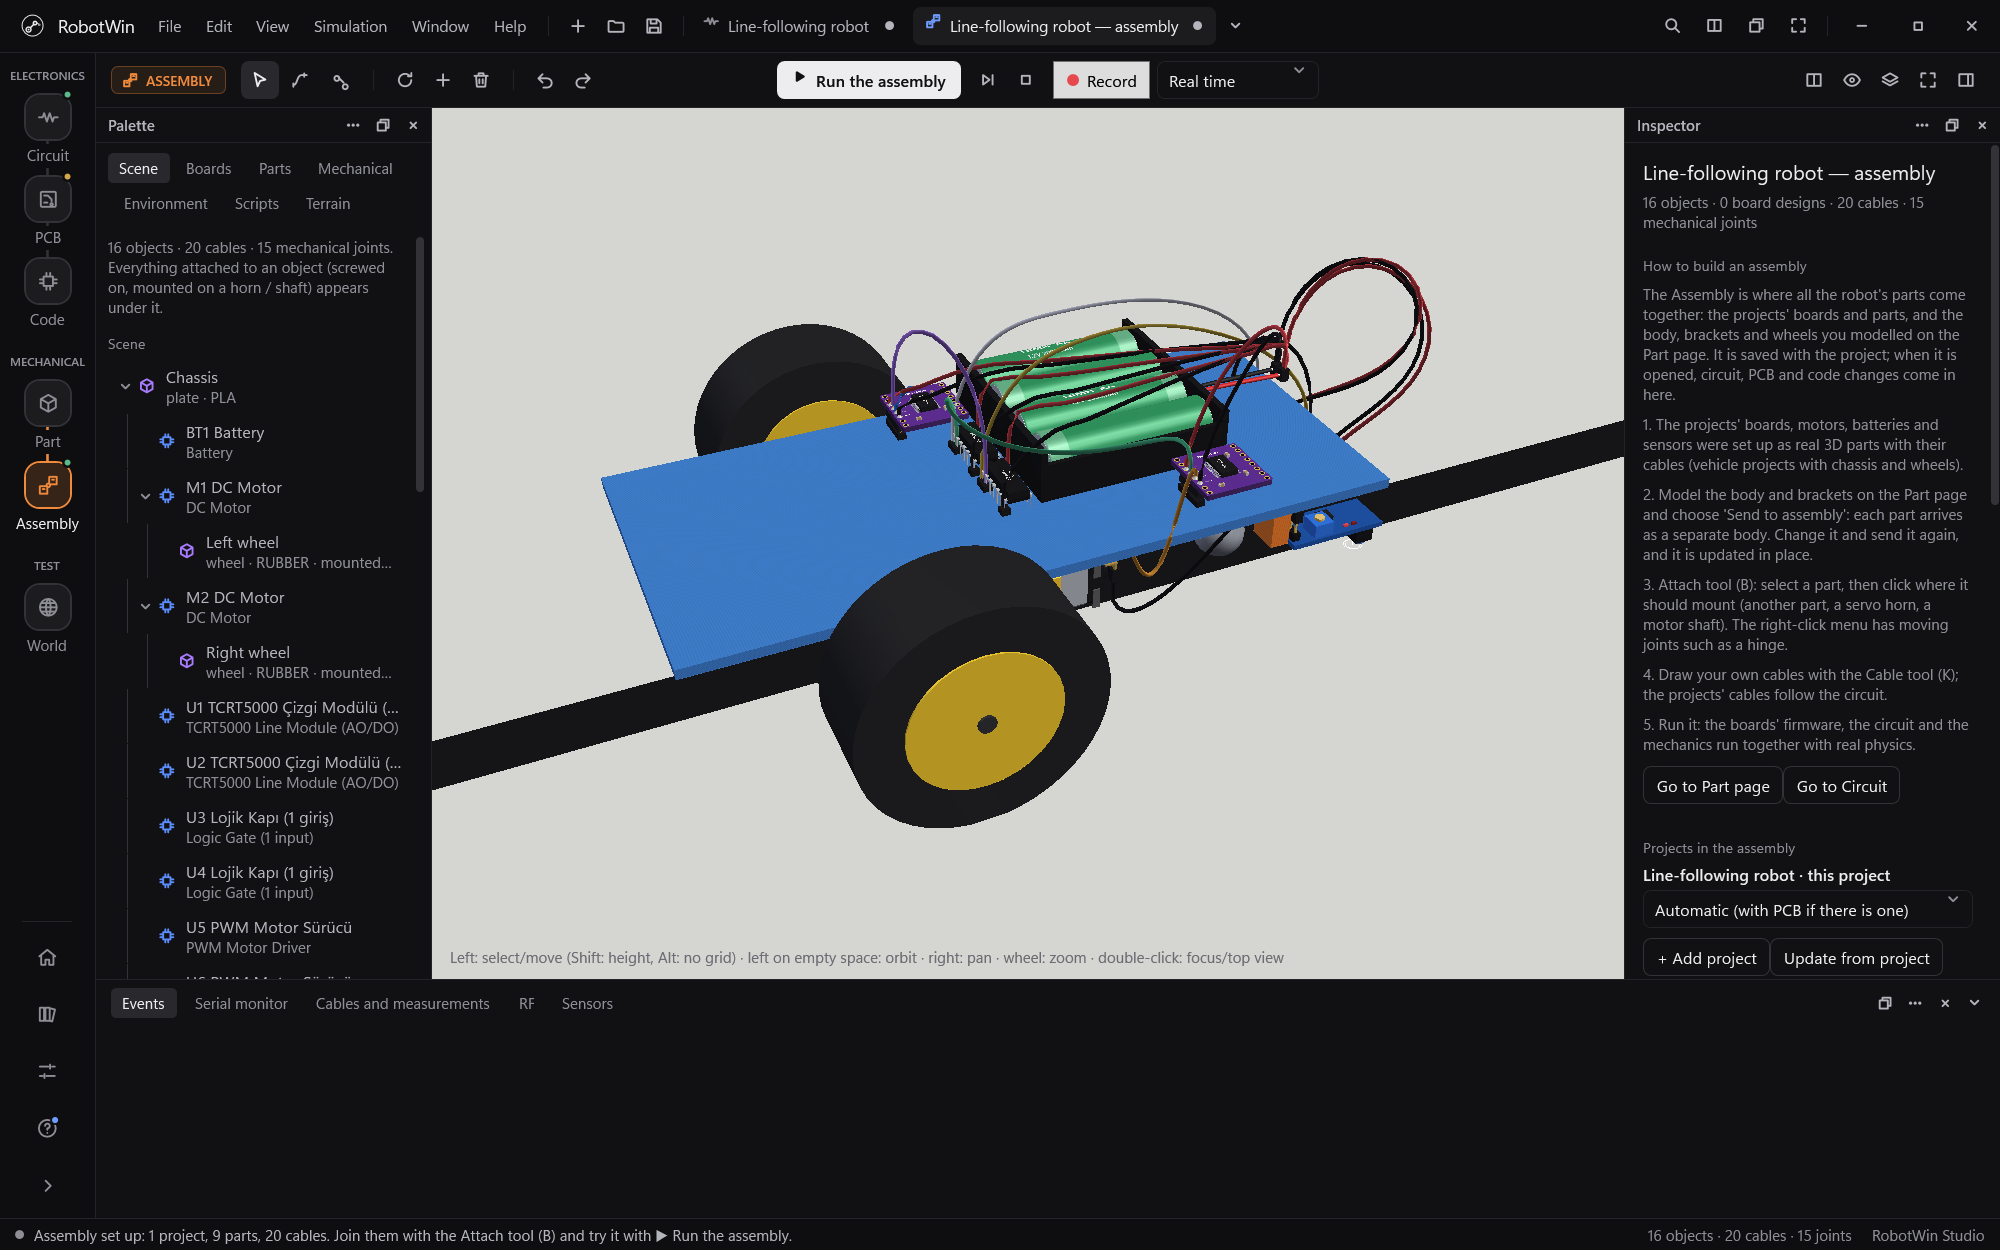 RobotWin File Edit View Simulation Window Help Line-following robot Line-following robot — assembly
ASSEMBLY Run the assembly Record Real time
ELECTRONICS
Circuit
PCB
Code
MECHANICAL
Part
Assembly
TEST
World
Palette
Scene Boards Parts Mechanical
Environment Scripts Terrain
16 objects · 20 cables · 15 mechanical joints.
Everything attached to an object (screwed
on, mounted on a horn / shaft) appears
under it.
Scene
Chassis
plate · PLA
BT1 Battery
Battery
M1 DC Motor
DC Motor
Left wheel
wheel · RUBBER · mounted...
M2 DC Motor
DC Motor
Right wheel
wheel · RUBBER · mounted...
U1 TCRT5000 Çizgi Modülü (...
TCRT5000 Line Module (AO/DO)
U2 TCRT5000 Çizgi Modülü (...
TCRT5000 Line Module (AO/DO)
U3 Lojik Kapı (1 giriş)
Logic Gate (1 input)
U4 Lojik Kapı (1 giriş)
Logic Gate (1 input)
U5 PWM Motor Sürücü
PWM Motor Driver
Left: select/move (Shift: height, Alt: no grid) · left on empty space: orbit · right: pan · wheel: zoom · double-click: focus/top view
Inspector
Line-following robot — assembly
16 objects · 0 board designs · 20 cables · 15
mechanical joints
How to build an assembly
The Assembly is where all the robot's parts come
together: the projects' boards and parts, and the
body, brackets and wheels you modelled on the
Part page. It is saved with the project; when it is
opened, circuit, PCB and code changes come in
here.
1. The projects' boards, motors, batteries and
sensors were set up as real 3D parts with their
cables (vehicle projects with chassis and wheels).
2. Model the body and brackets on the Part page
and choose 'Send to assembly': each part arrives
as a separate body. Change it and send it again,
and it is updated in place.
3. Attach tool (B): select a part, then click where it
should mount (another part, a servo horn, a
motor shaft). The right-click menu has moving
joints such as a hinge.
4. Draw your own cables with the Cable tool (K);
the projects' cables follow the circuit.
5. Run it: the boards' firmware, the circuit and the
mechanics run together with real physics.
Go to Part page Go to Circuit
Projects in the assembly
Line-following robot · this project
Automatic (with PCB if there is one)
+ Add project Update from project
Events Serial monitor Cables and measurements RF Sensors
Assembly set up: 1 project, 9 parts, 20 cables. Join them with the Attach tool (B) and try it with ▶ Run the assembly.
16 objects · 20 cables · 15 joints RobotWin Studio